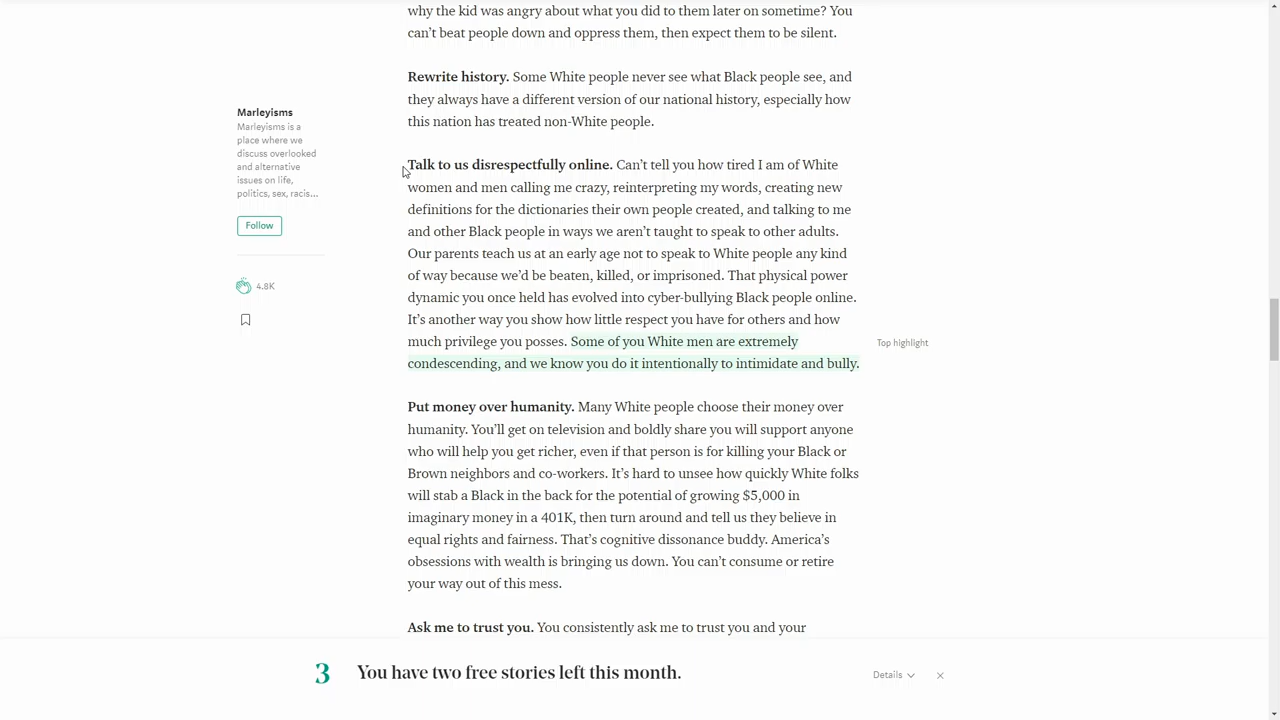 why the kid was angry about what you did to them later on sometime? You
can’t beat people down and oppress them, then expect them to be silent.
Rewrite history. Some White people never see what Black people see, and
they always have a different version of our national history, especially how
this nation has treated non-White people.
Marleyisms
Marleyisms is a
place where we
discuss overlooked
and alternative
issues on life,
politics, sex, racis...
Follow
4.8K
Talk to us disrespectfully online. Can’t tell you how tired I am of White
women and men calling me crazy, reinterpreting my words, creating new
definitions for the dictionaries their own people created, and talking to me
and other Black people in ways we aren’t taught to speak to other adults.
Our parents teach us at an early age not to speak to White people any kind
of way because we’d be beaten, killed, or imprisoned. That physical power
dynamic you once held has evolved into cyber-bullying Black people online.
It’s another way you show how little respect you have for others and how
much privilege you posses. Some of you White men are extremely
condescending, and we know you do it intentionally to intimidate and bully.
Top highlight
Put money over humanity. Many White people choose their money over
humanity. You’ll get on television and boldly share you will support anyone
who will help you get richer, even if that person is for killing your Black or
Brown neighbors and co-workers. It’s hard to unsee how quickly White folks
will stab a Black in the back for the potential of growing $5,000 in
imaginary money in a 401K, then turn around and tell us they believe in
equal rights and fairness. That’s cognitive dissonance buddy. America’s
obsessions with wealth is bringing us down. You can’t consume or retire
your way out of this mess.
Ask me to trust you. You consistently ask me to trust you and your
3
You have two free stories left this month.
Details